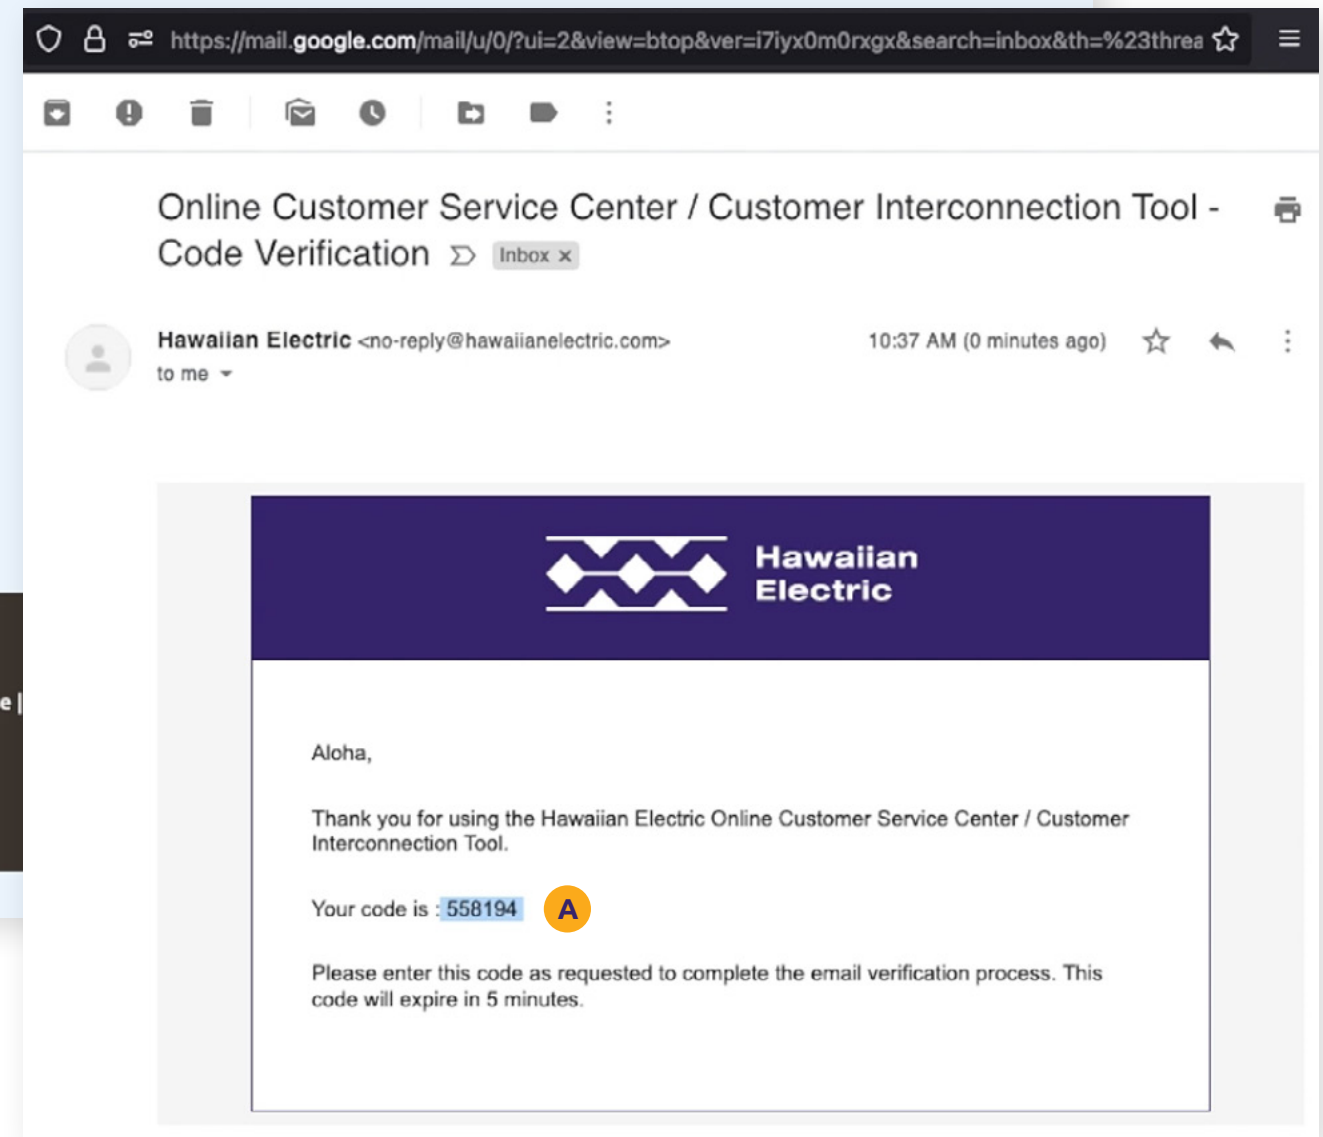 https://mail.google.com/mail/u/0/?ui=2&view=btop&ver=i7iyx0m0rxgx&search=inbox&th=%23threa
Online Customer Service Center / Customer Interconnection Tool -
Code Verification Inbox x
Hawaiian Electric <no-reply@hawaiianelectric.com> 10:37 AM (0 minutes ago)
to me
Hawaiian
Electric
e |
Aloha,
Thank you for using the Hawaiian Electric Online Customer Service Center / Customer
Interconnection Tool.
Your code is : 558194 A
Please enter this code as requested to complete the email verification process. This
code will expire in 5 minutes.